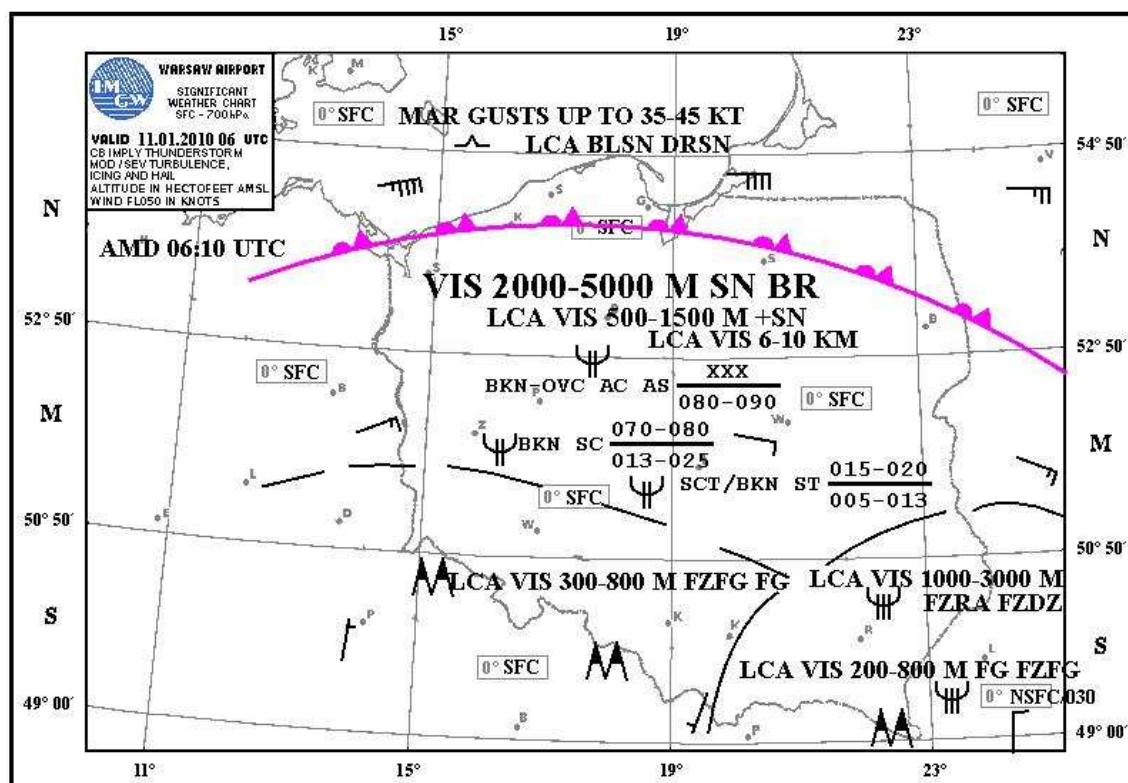 15° 19° 23°
IMGW
WARSAW AIRPORT
SIGNIFICANT
WEATHER CHART
SFC - 700hPa
VALID 11.01.2010 06 UTC
CB IMPLY THUNDERSTORM
MOD / SEV TURBULENCE,
ICING AND HAIL
ALTITUDE IN HECTOFEET AMSL
WIND FL050 IN KNOTS
K M
0° SFC
MAR GUSTS UP TO 35-45 KT
LCA BLSN DRSN
0° SFC
V
54° 50'
N
S
G
K
0° SFC
N
AMD 06:10 UTC
S
S
VIS 2000-5000 M SN BR
LCA VIS 500-1500 M +SN
B
52° 50'
LCA VIS 6-10 KM
52° 50'
0° SFC
B
BKN-OVC AC AS XXX
080-090
P
0° SFC
M
W
Z
BKN SC 070-080
013-025
M
L
SCT/BKN ST 015-020
005-013
0° SFC
50° 50'
E
D
W
50° 50'
LCA VIS 300-800 M FZFG FG
LCA VIS 1000-3000 M
FZRA FZDZ
S
P
K
K
R
S
L
0° SFC
LCA VIS 200-800 M FG FZFG
0° NSFC/030
49° 00'
B
P
49° 00'
11° 15° 19° 23°